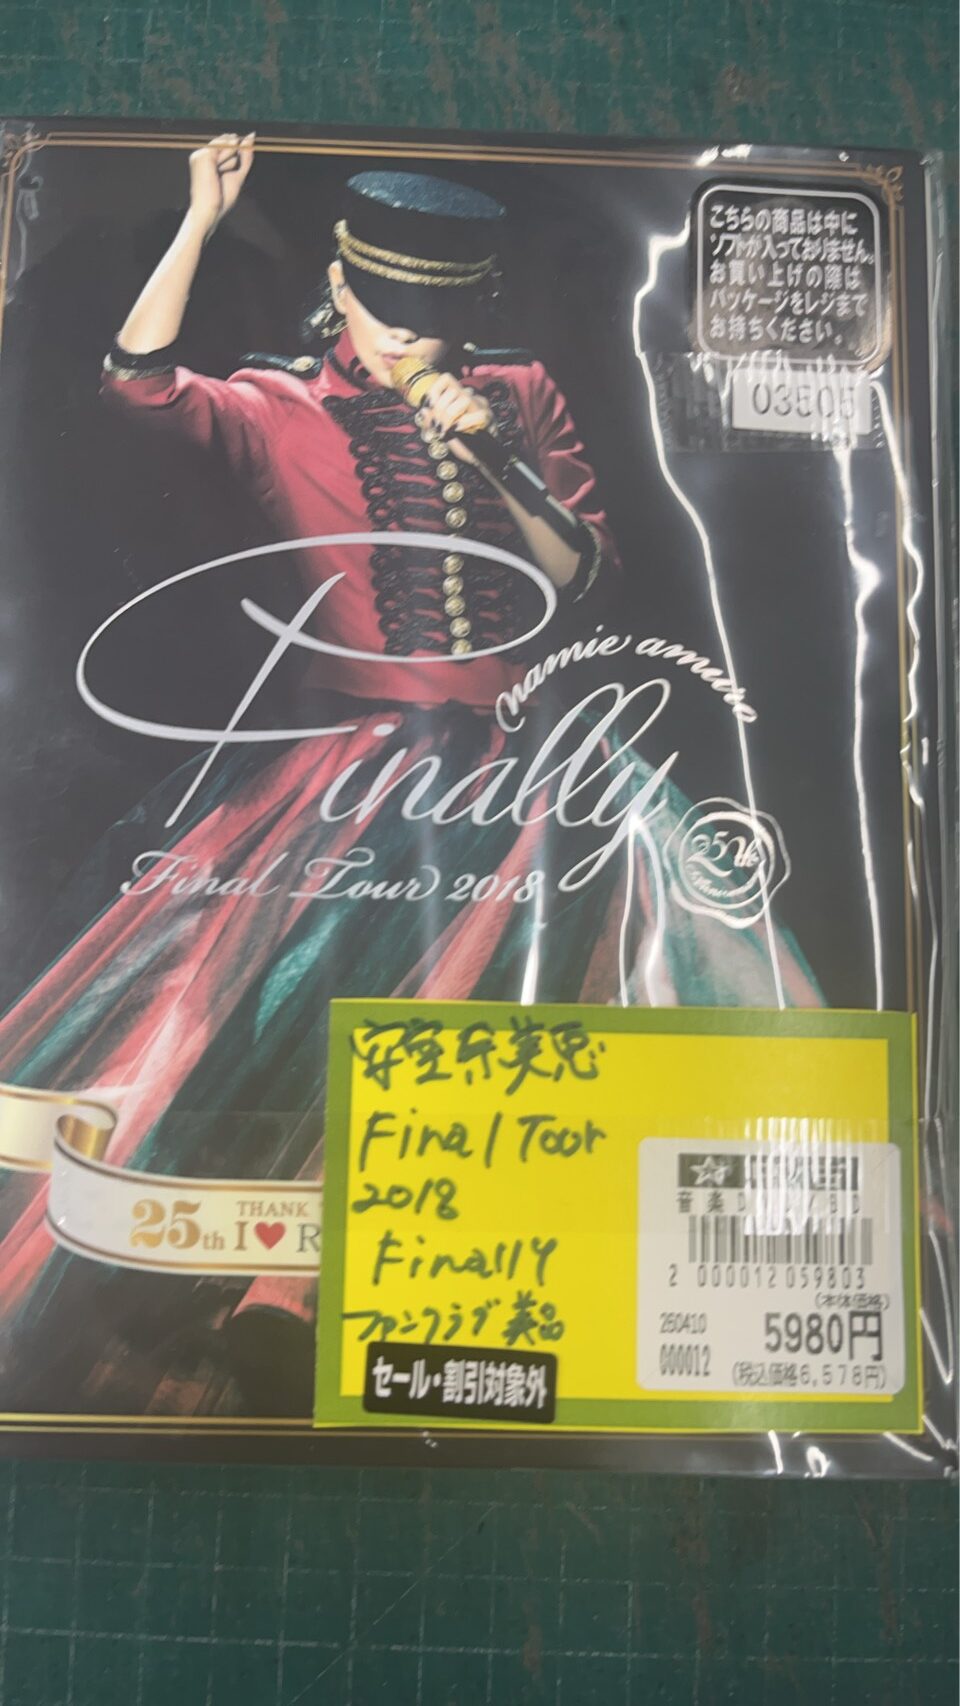 こちらの商品は中に
ソフトが入っておりません。
お買い上げの際は
パッケージをレジまで
お持ちください。
03505
namie amuro
Finally
25th
Final Tour 2018
25th THANK
I♥R
安室奈美恵
Final Tour
2018
Finally
ファンクラブ 美品
セール・割引対象外
音楽D
2 000012 059803
(本体価格)
260410
5980円
000012
(税込価格6,578円)